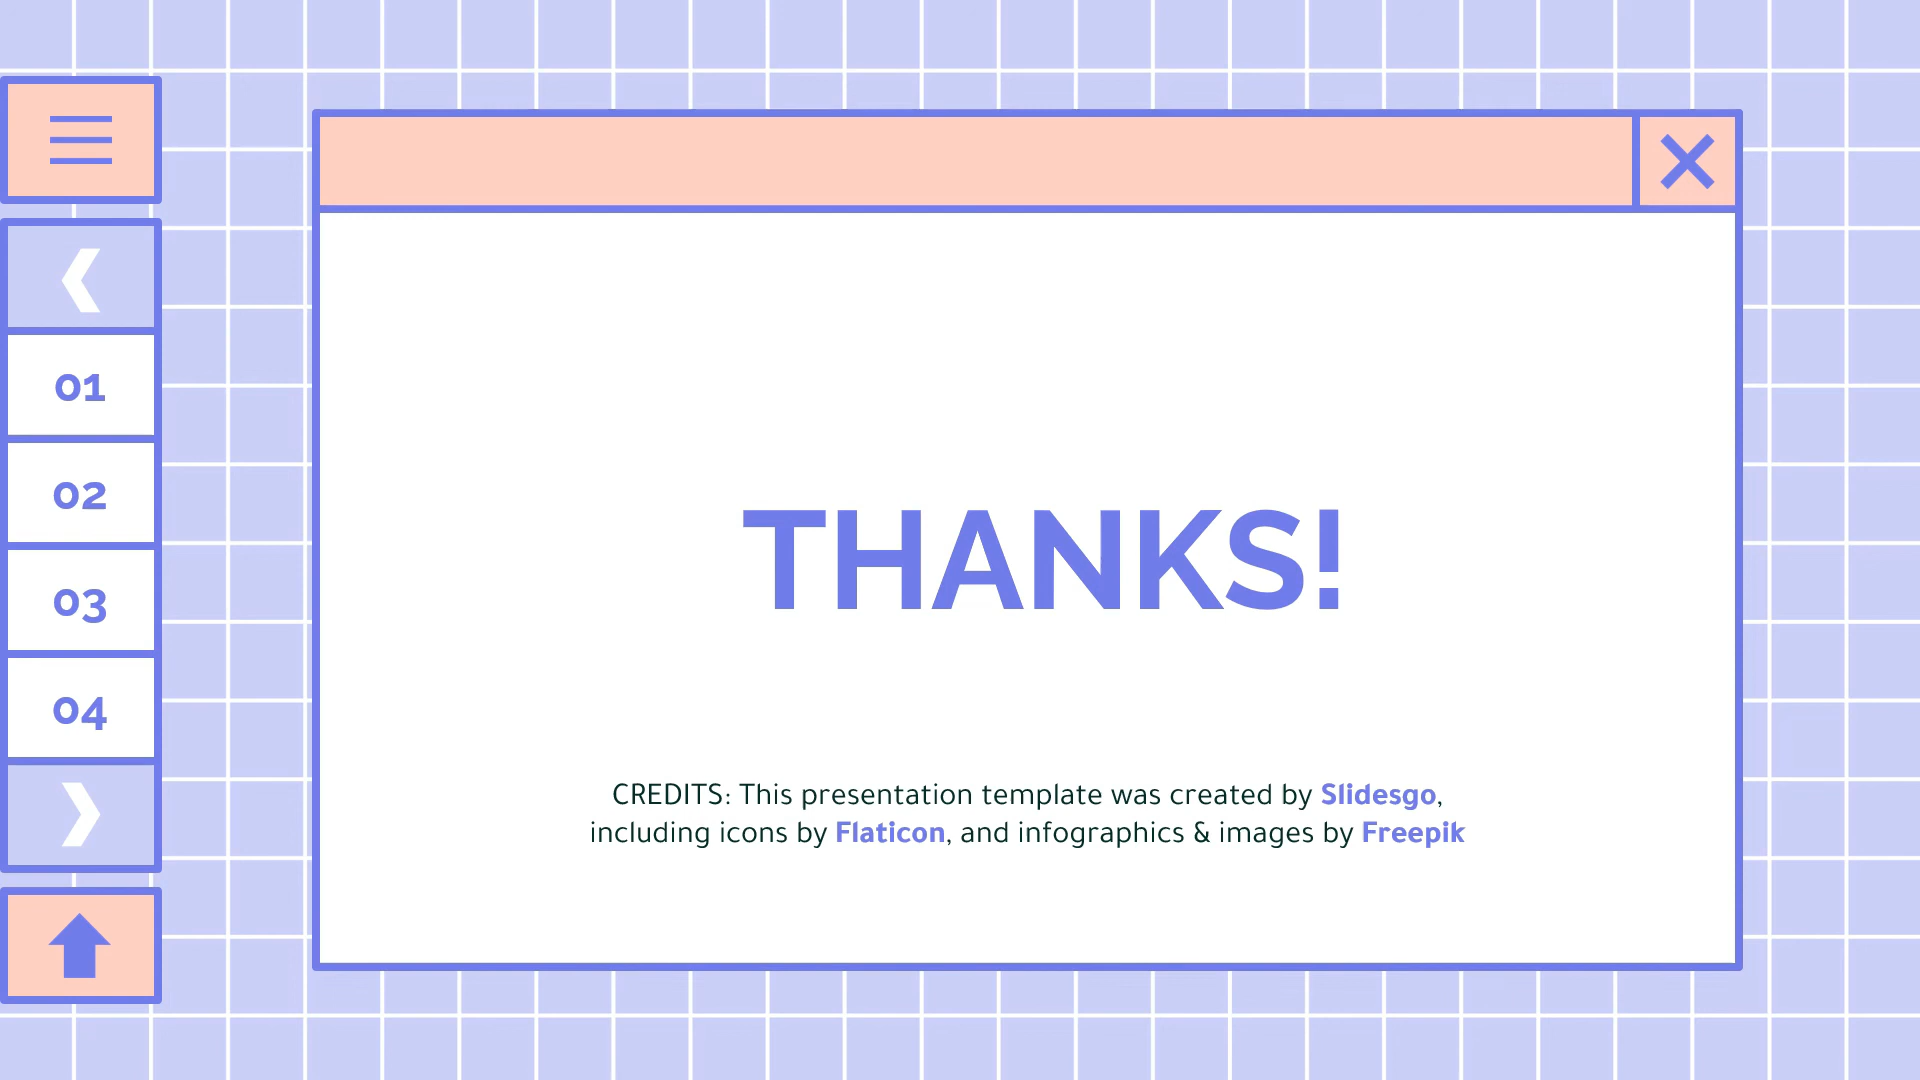 01
02
03
04
THANKS!
CREDITS: This presentation template was created by Slidesgo,
including icons by Flaticon, and infographics & images by Freepik